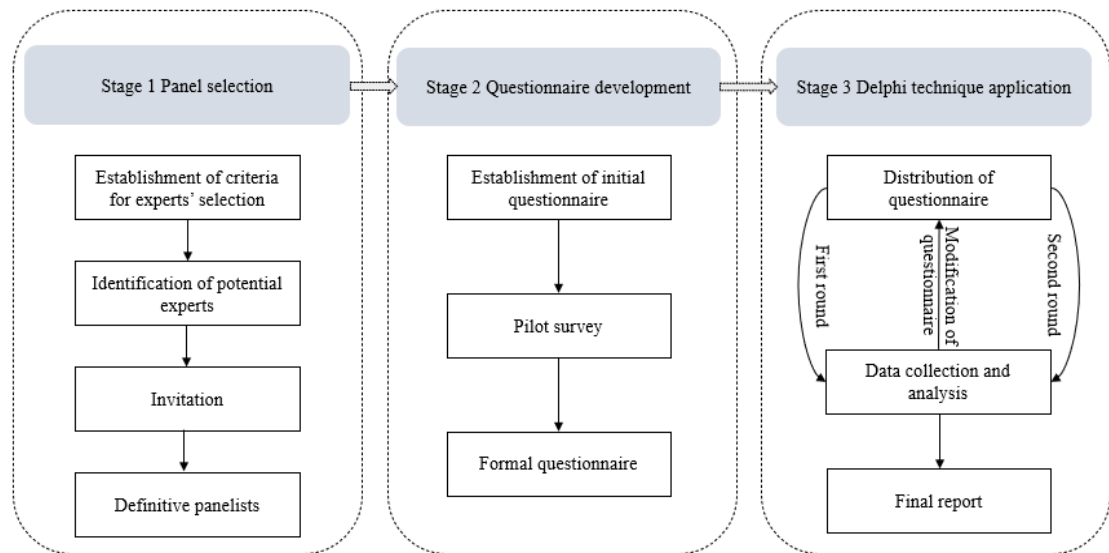 Stage 1 Panel selection
Establishment of criteria
for experts’ selection
Identification of potential
experts
Invitation
Definitive panelists
Stage 2 Questionnaire development
Establishment of initial
questionnaire
Pilot survey
Formal questionnaire
Stage 3 Delphi technique application
Distribution of
questionnaire
First round
Modification of
questionnaire
Second round
Data collection and
analysis
Final report